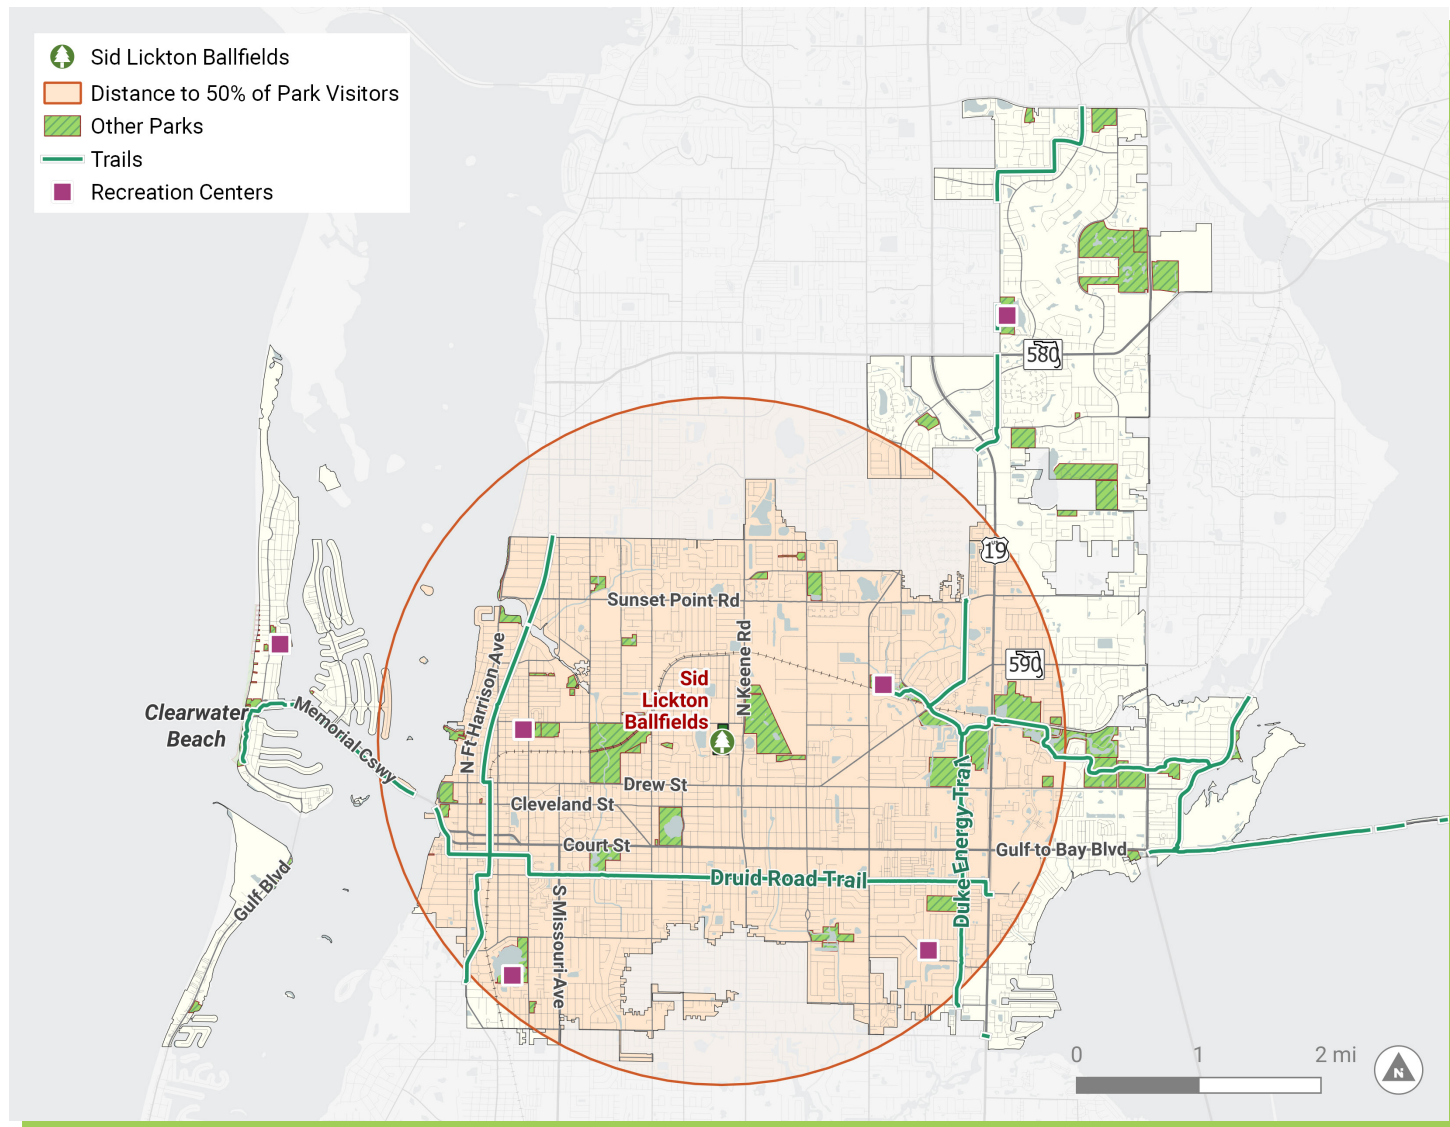 Sid Lickton Ballfields
Distance to 50% of Park Visitors
Other Parks
Trails
Recreation Centers
580
19
Sunset Point Rd
N Keene Rd
590
N Ft Harrison Ave
Sid
Lickton
Ballfields
Clearwater
Beach
Memorial Cswy
Drew St
Cleveland St
Court St
Gulf to Bay Blvd
Duke Energy Trail
Druid Road Trail
Gulf Blvd
S Missouri Ave
0 1 2 mi
N